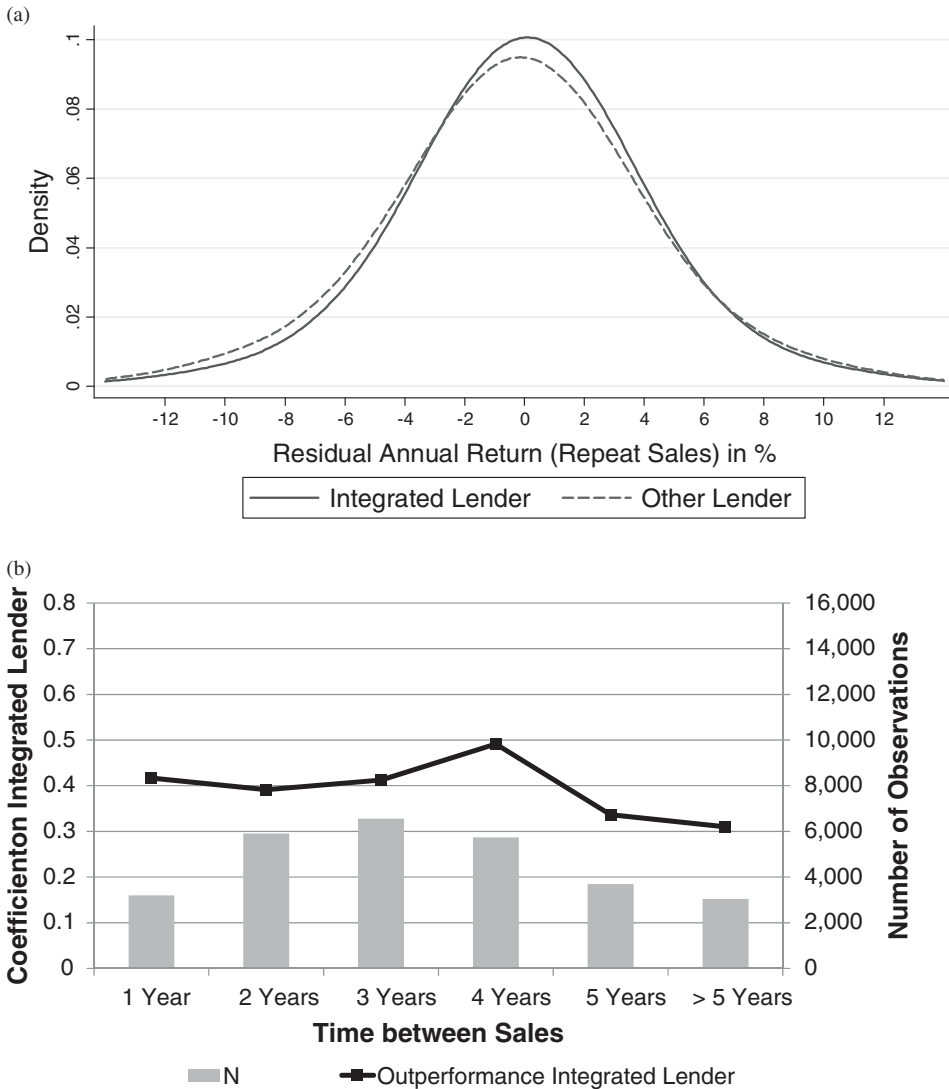 (a)
.1
.08
.06
.04
.02
0
Density
-12 -10 -8 -6 -4 -2 0 2 4 6 8 10 12
Residual Annual Return (Repeat Sales) in %
Integrated Lender Other Lender
(b)
Coefficienton Integrated Lender
0.8
0.7
0.6
0.5
0.4
0.3
0.2
0.1
0
16,000
14,000
12,000
10,000
8,000
6,000
4,000
2,000
0
Number of Observations
1 Year 2 Years 3 Years 4 Years 5 Years > 5 Years
Time between Sales
N Outperformance Integrated Lender